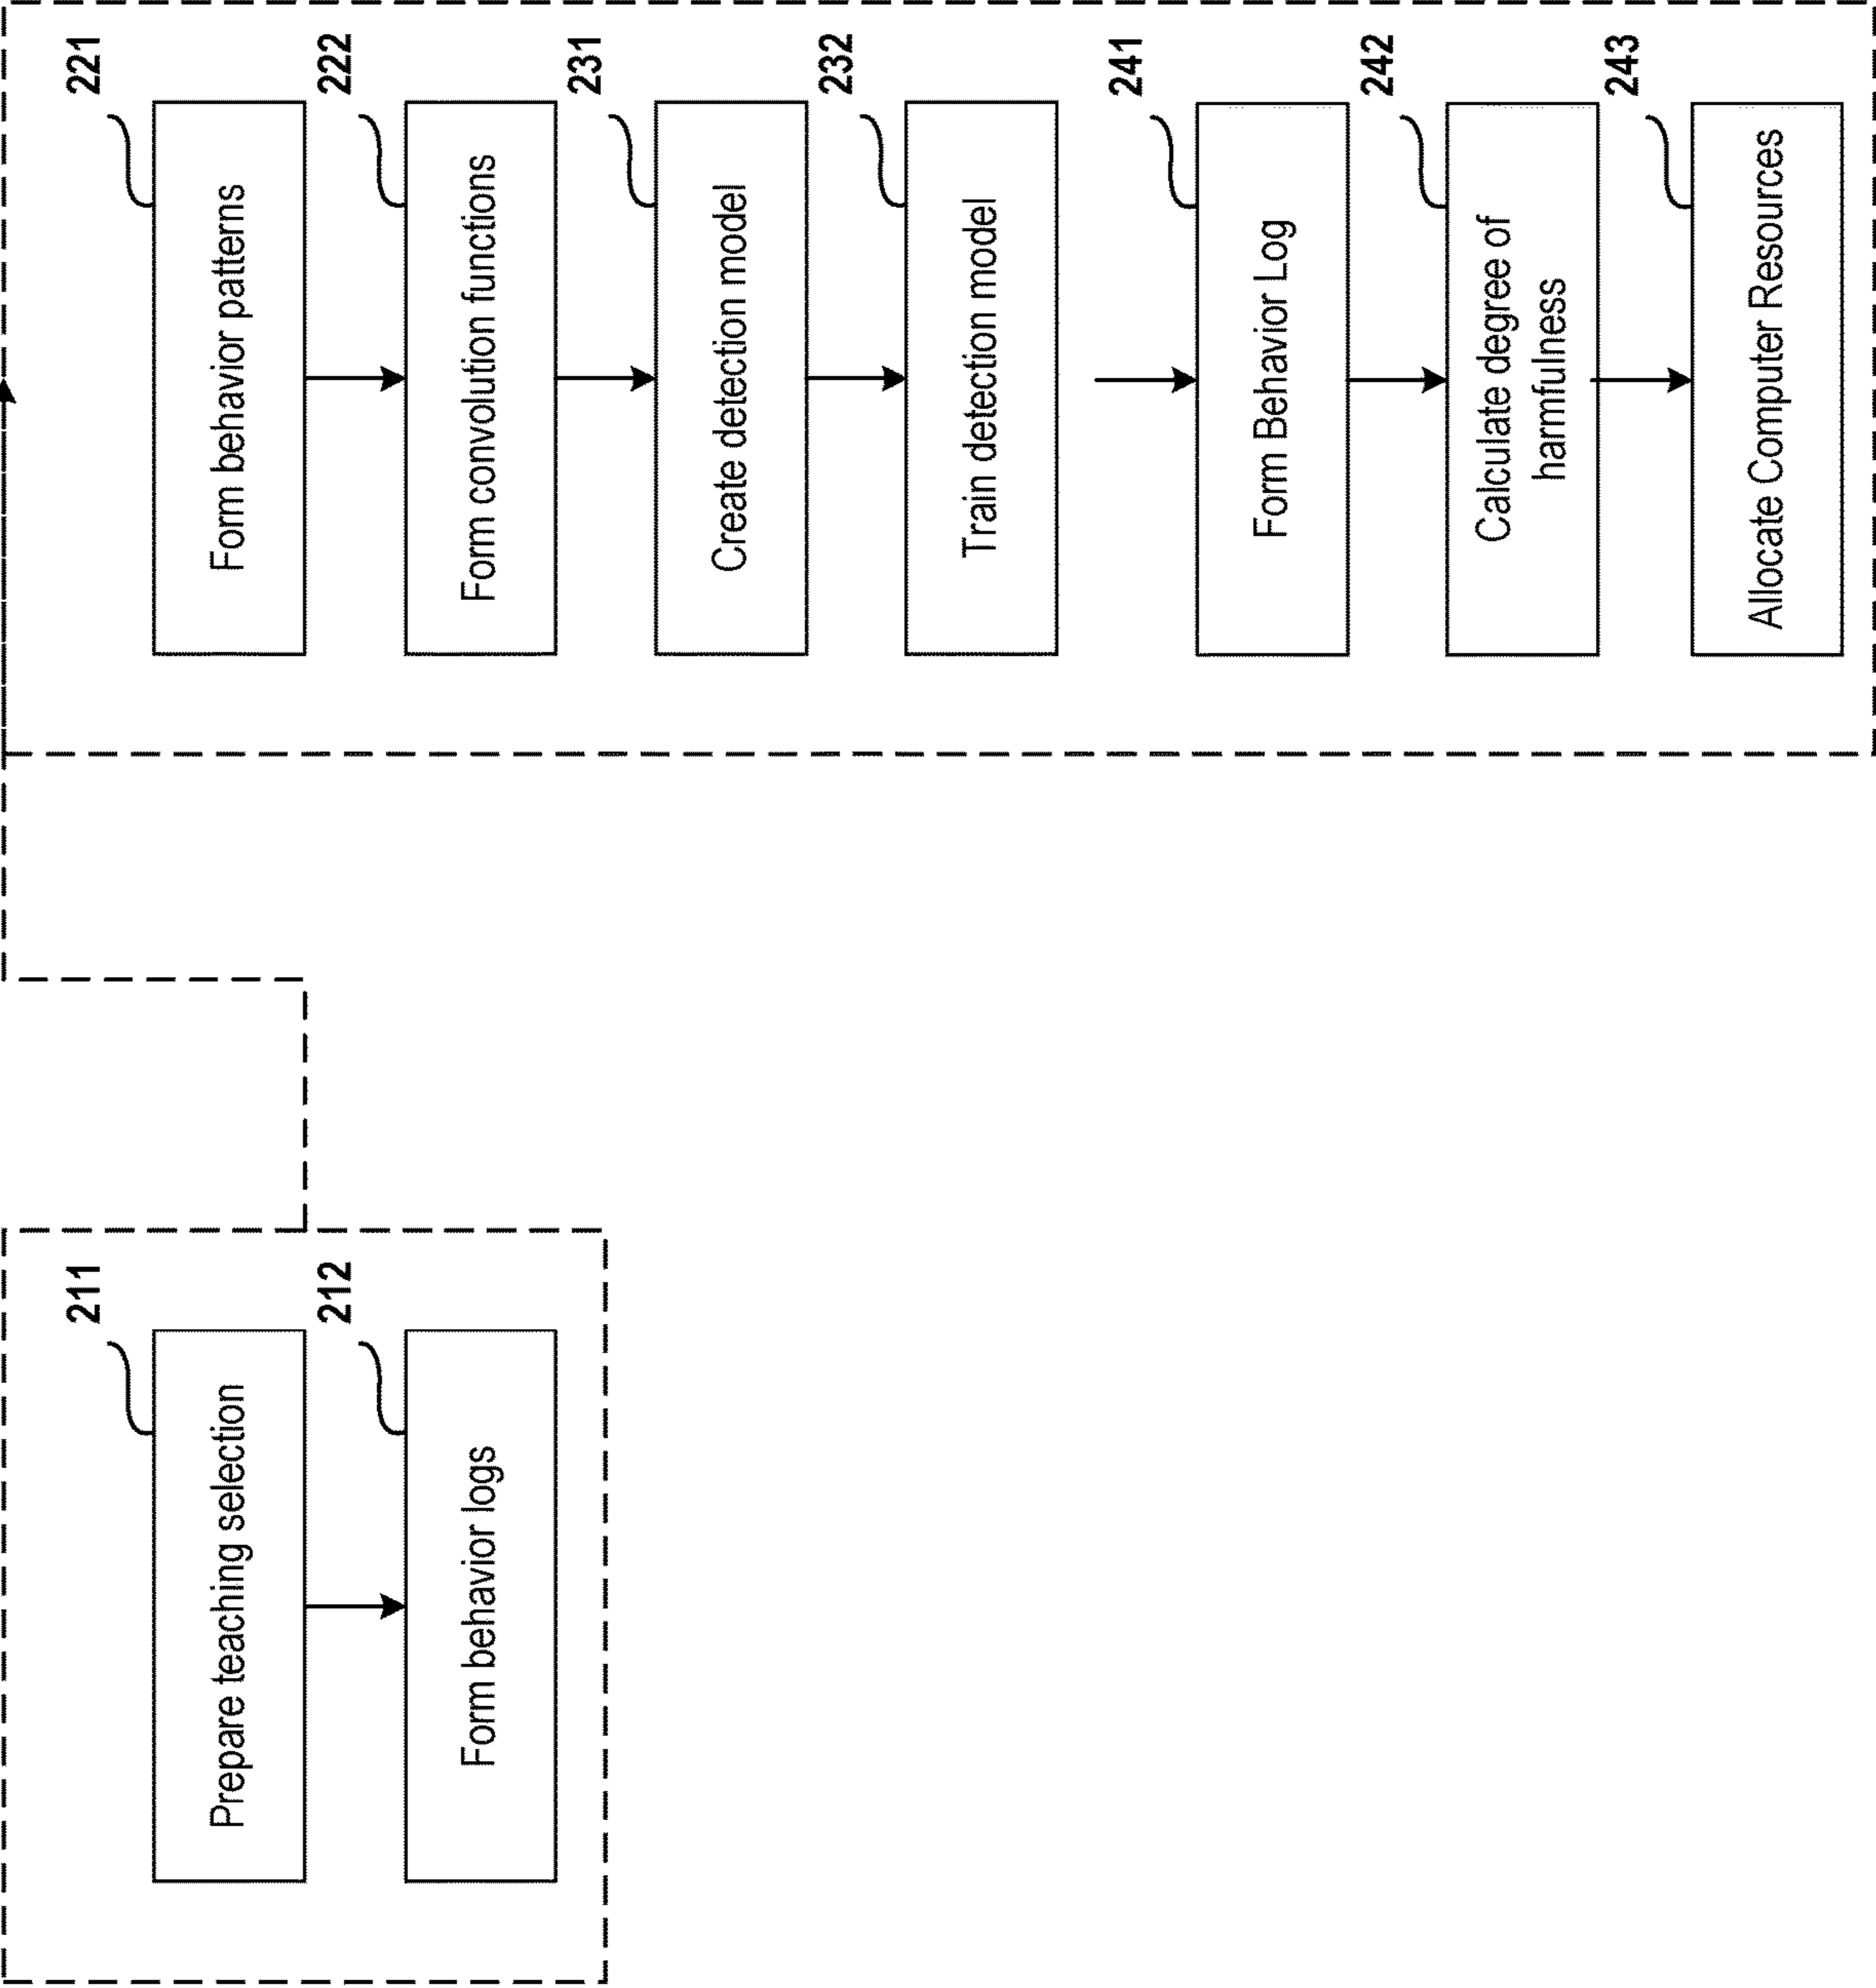 211
Prepare teaching selection
212
Form behavior logs
221
Form behavior patterns
222
Form convolution functions
231
Create detection model
232
Train detection model
241
Form Behavior Log
242
Calculate degree of
harmfulness
243
Allocate Computer Resources